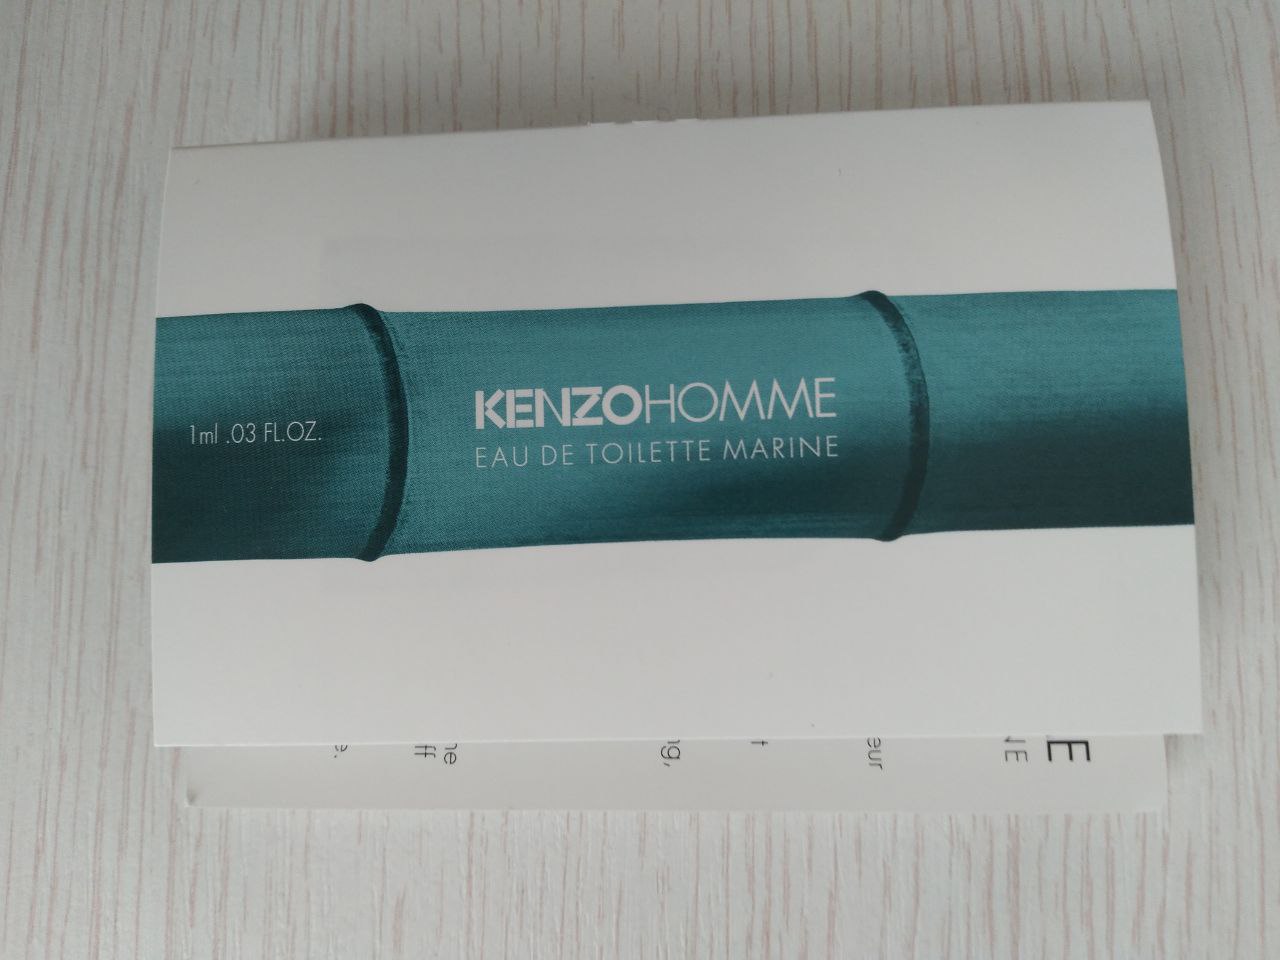 1ml .03 FL.OZ.
KENZOHOMME
EAU DE TOILETTE MARINE